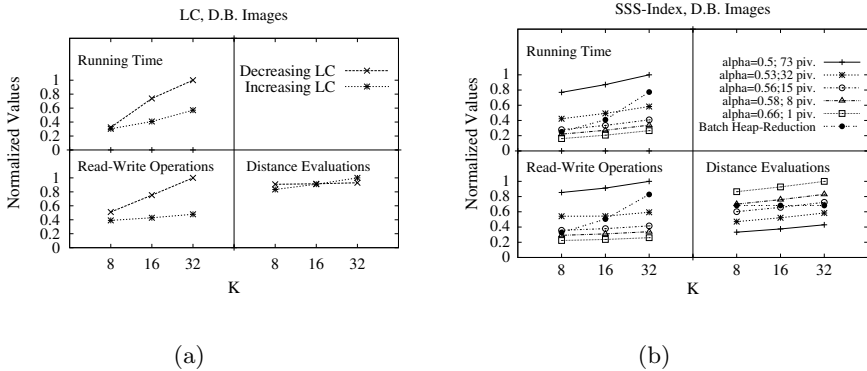 LC, D.B. Images
Running Time
Decreasing LC
Increasing LC
1
0.8
0.6
0.4
0.2
0
Read-Write Operations
Distance Evaluations
1
0.8
0.6
0.4
0.2
0
Normalized Values
8 16 32 8 16 32
K
(a)
SSS-Index, D.B. Images
Running Time
alpha=0.5; 73 piv.
alpha=0.53;32 piv.
alpha=0.56;15 piv.
alpha=0.58; 8 piv.
alpha=0.66; 1 piv.
Batch Heap-Reduction
1
0.8
0.6
0.4
0.2
0
Read-Write Operations
Distance Evaluations
1
0.8
0.6
0.4
0.2
0
Normalized Values
8 16 32 8 16 32
K
(b)